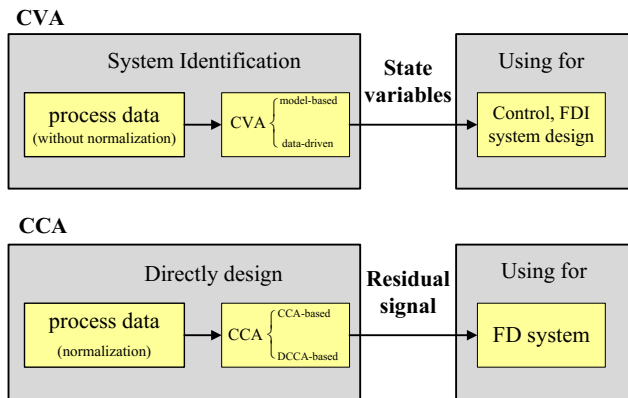 CVA
System Identification
process data
(without normalization)
CVA
model-based
data-driven
State
variables
Using for
Control, FDI
system design
CCA
Directly design
process data
(normalization)
CCA
CCA-based
DCCA-based
Residual
signal
Using for
FD system